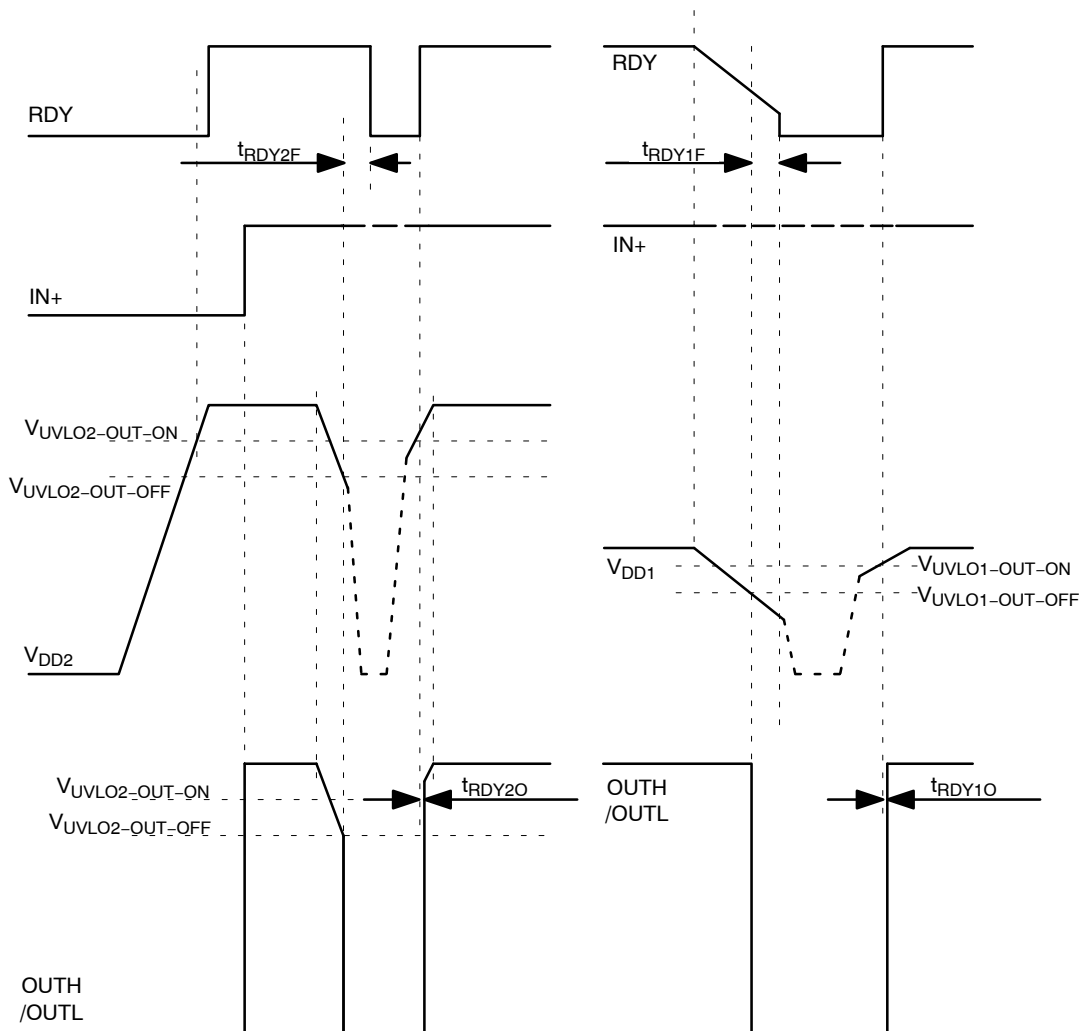 RDY
tRDY2F
IN+
VUVLO2−OUT−ON
VUVLO2−OUT−OFF
VDD2
VUVLO2−OUT−ON
VUVLO2−OUT−OFF
tRDY2O
OUTH
/OUTL
RDY
tRDY1F
IN+
VDD1
VUVLO1−OUT−ON
VUVLO1−OUT−OFF
OUTH
/OUTL
tRDY1O